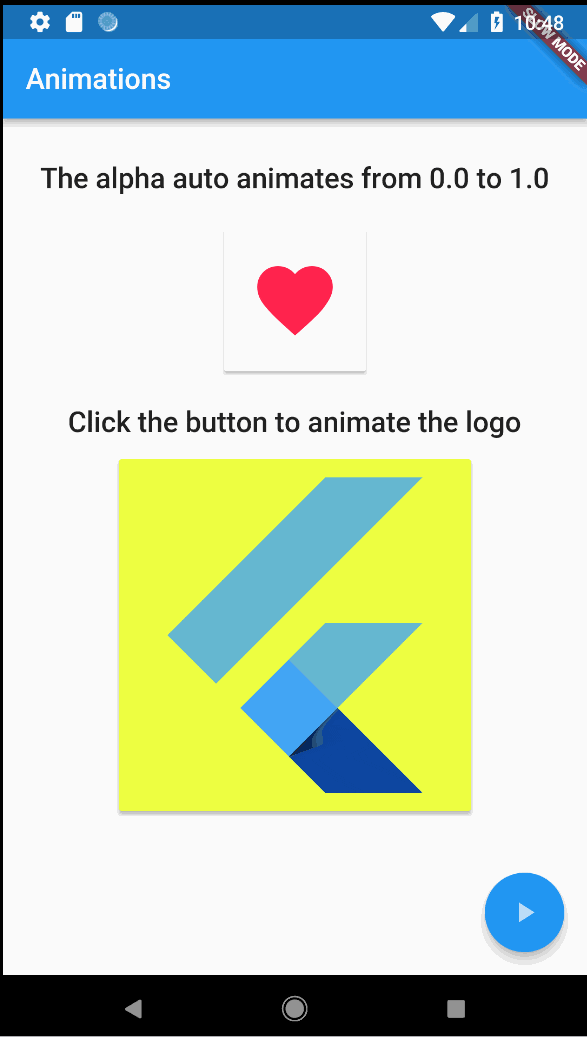 10:48
SLOW MODE
Animations
The alpha auto animates from 0.0 to 1.0
Click the button to animate the logo